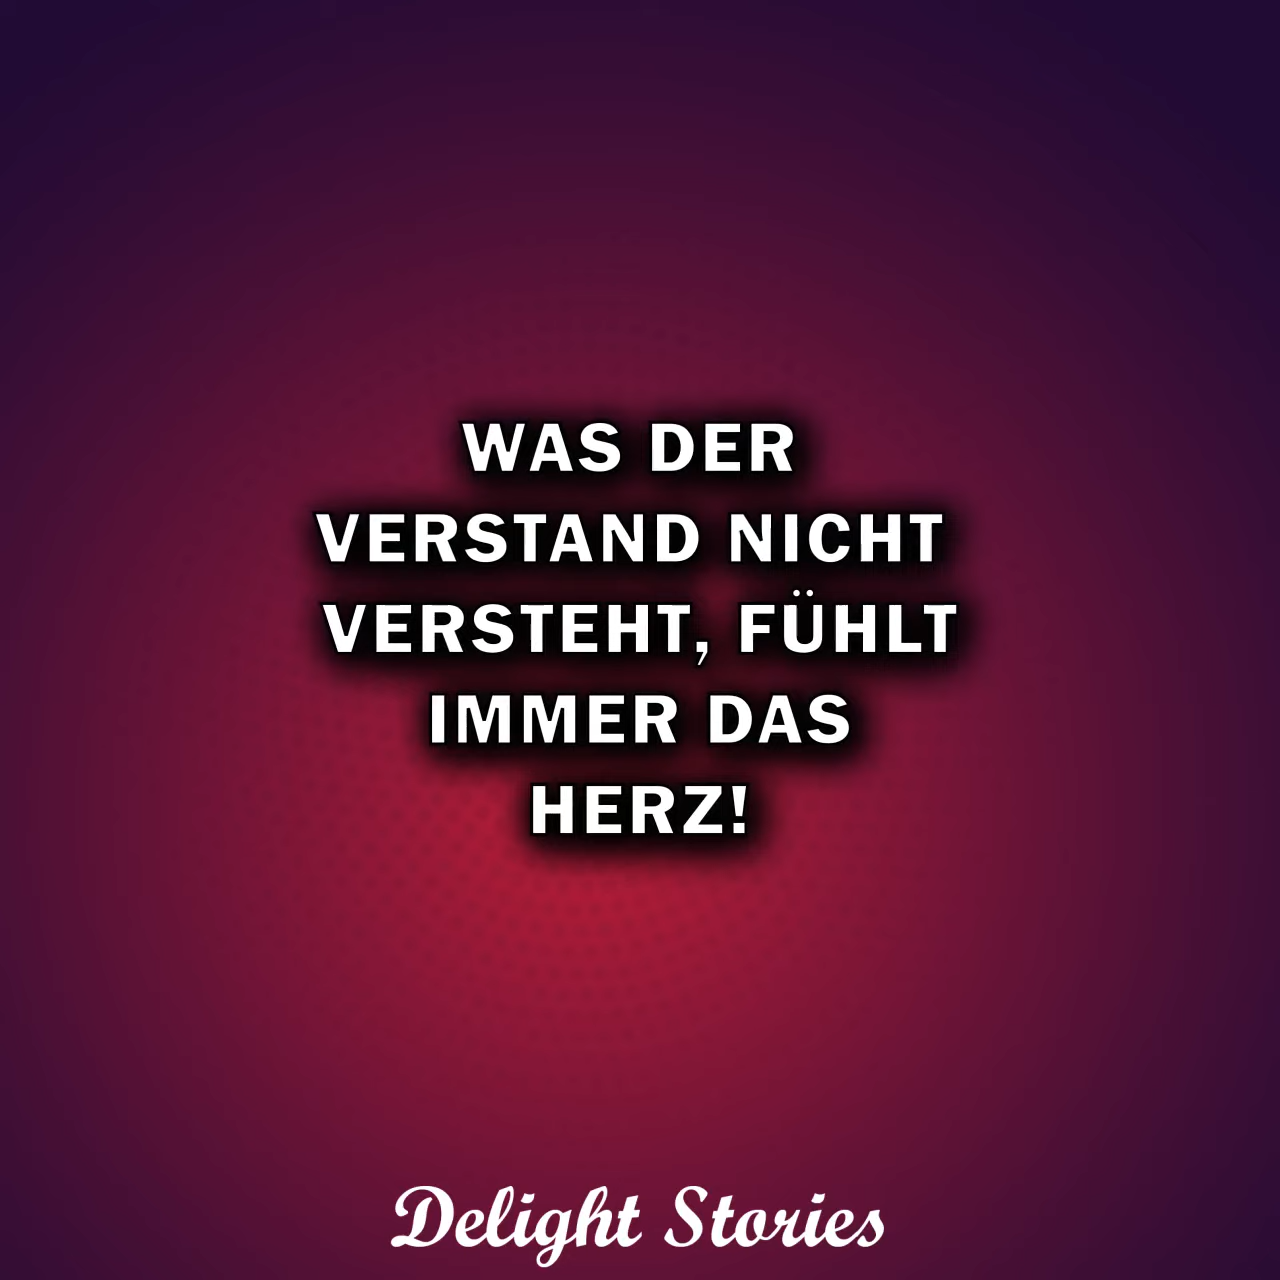 WAS DER
VERSTAND NICHT
VERSTEHT, FÜHLT
IMMER DAS
HERZ!
Delight Stories